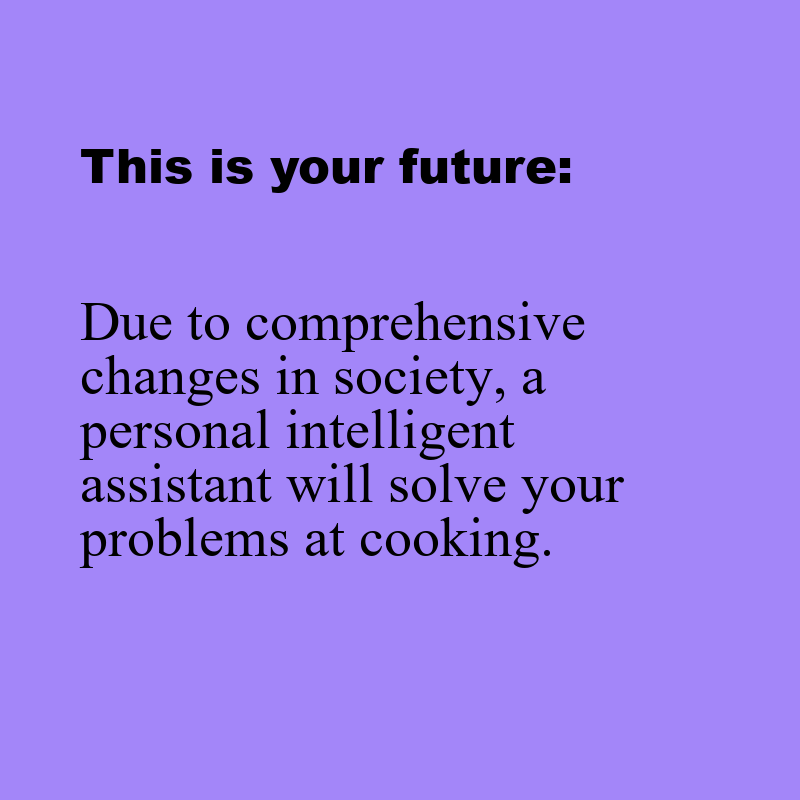 This is your future:
Due to comprehensive
changes in society, a
personal intelligent
assistant will solve your
problems at cooking.